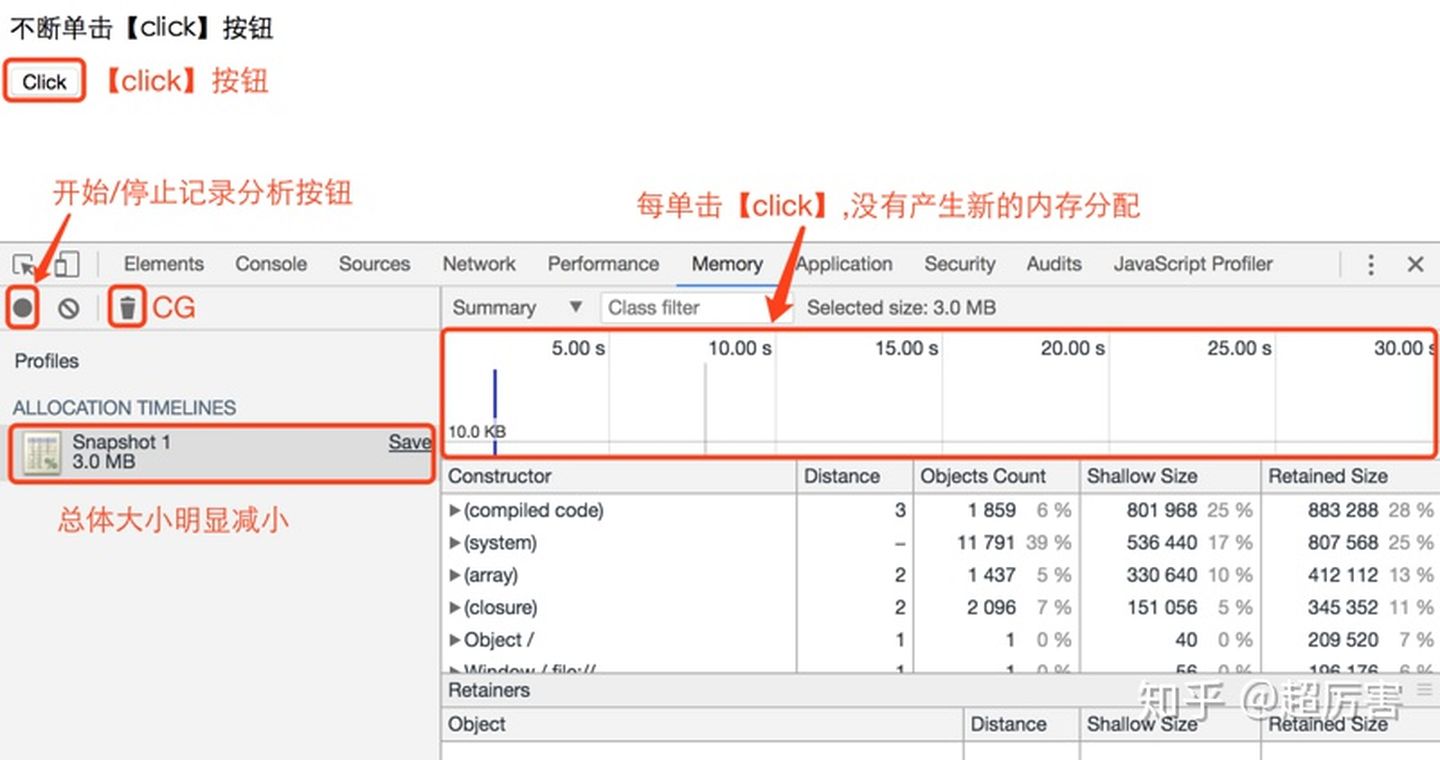 不断单击【click】按钮
Click 【click】按钮
开始/停止记录分析按钮
每单击【click】,没有产生新的内存分配
Elements Console Sources Network Performance Memory Application Security Audits JavaScript Profiler
CG
Summary ▼ Class filter Selected size: 3.0 MB
Profiles
5.00 s 10.00 s 15.00 s 20.00 s 25.00 s 30.00 s
ALLOCATION TIMELINES
10.0 KB
Snapshot 1 Save
3.0 MB
总体大小明显减小
Constructor Distance Objects Count Shallow Size Retained Size
(compiled code) 3 1 859 6 % 801 968 25 % 883 288 28 %
(system) – 11 791 39 % 536 440 17 % 807 568 25 %
(array) 2 1 437 5 % 330 640 10 % 412 112 13 %
(closure) 2 2 096 7 % 151 056 5 % 345 352 11 %
Object / 1 1 0 % 40 0 % 209 520 7 %
Window / file:// 1 1 0 % 56 0 % 196 176 6 %
Retainers
知乎 @超厉害
Object Distance Shallow Size Retained Size